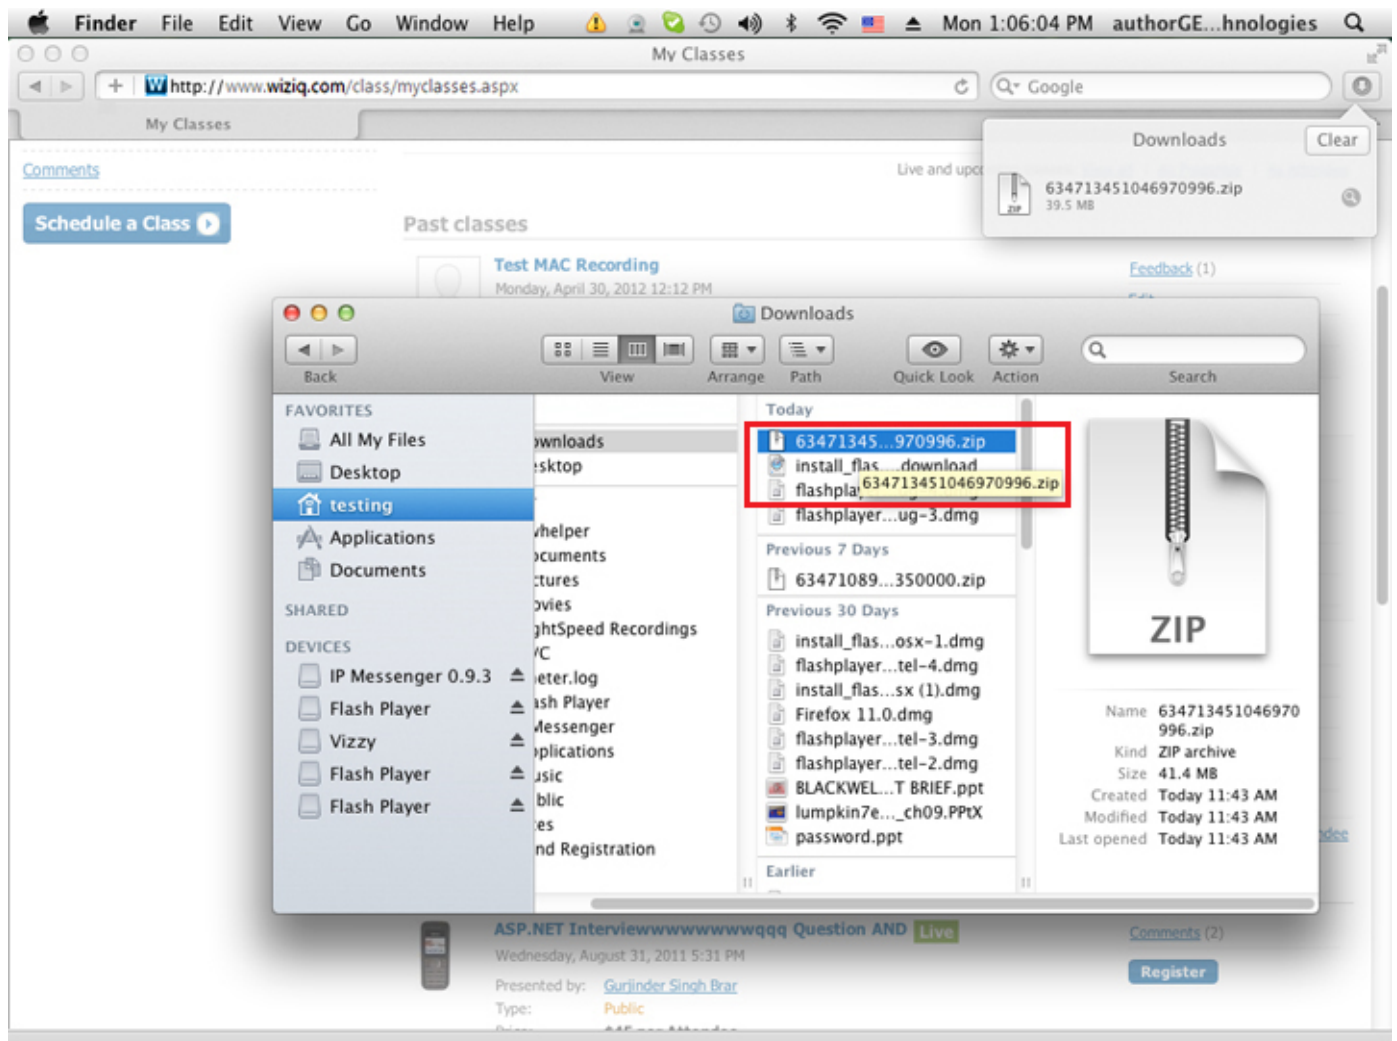 Finder File Edit View Go Window Help Mon 1:06:04 PM authorGE...hnologies
My Classes
http://www.wiziq.com/class/myclasses.aspx
Google
My Classes
Downloads Clear
634713451046970996.zip
39.5 MB
ZIP
Comments
Live and upco
Schedule a Class
Past classes
Test MAC Recording
Monday, April 30, 2012 12:12 PM
Feedback (1)
Downloads
Back View Arrange Path Quick Look Action Search
FAVORITES
All My Files
Desktop
testing
Applications
Documents
SHARED
DEVICES
IP Messenger 0.9.3
Flash Player
Vizzy
Flash Player
Flash Player
ownloads
esktop
whelper
ocuments
ctures
ovies
ghtSpeed Recordings
VC
neter.log
ash Player
Messenger
pplications
usic
blic
tes
nd Registration
Today
63471345...970996.zip
install_flas....download
634713451046970996.zip
flashpla
flashplayer...ug-3.dmg
Previous 7 Days
63471089...350000.zip
Previous 30 Days
install_flas...osx-1.dmg
flashplayer...tel-4.dmg
install_flas...sx (1).dmg
Firefox 11.0.dmg
flashplayer...tel-3.dmg
flashplayer...tel-2.dmg
BLACKWEL...T BRIEF.ppt
lumpkin7e..._ch09.PPtX
password.ppt
Earlier
ZIP
Name 634713451046970
996.zip
Kind ZIP archive
Size 41.4 MB
Created Today 11:43 AM
Modified Today 11:43 AM
Last opened Today 11:43 AM
ndee
ASP.NET Interviewwwwwwwwwqqq Question AND Live
Wednesday, August 31, 2011 5:31 PM
Presented by: Gurjinder Singh Brar
Type: Public
Comments (2)
Register